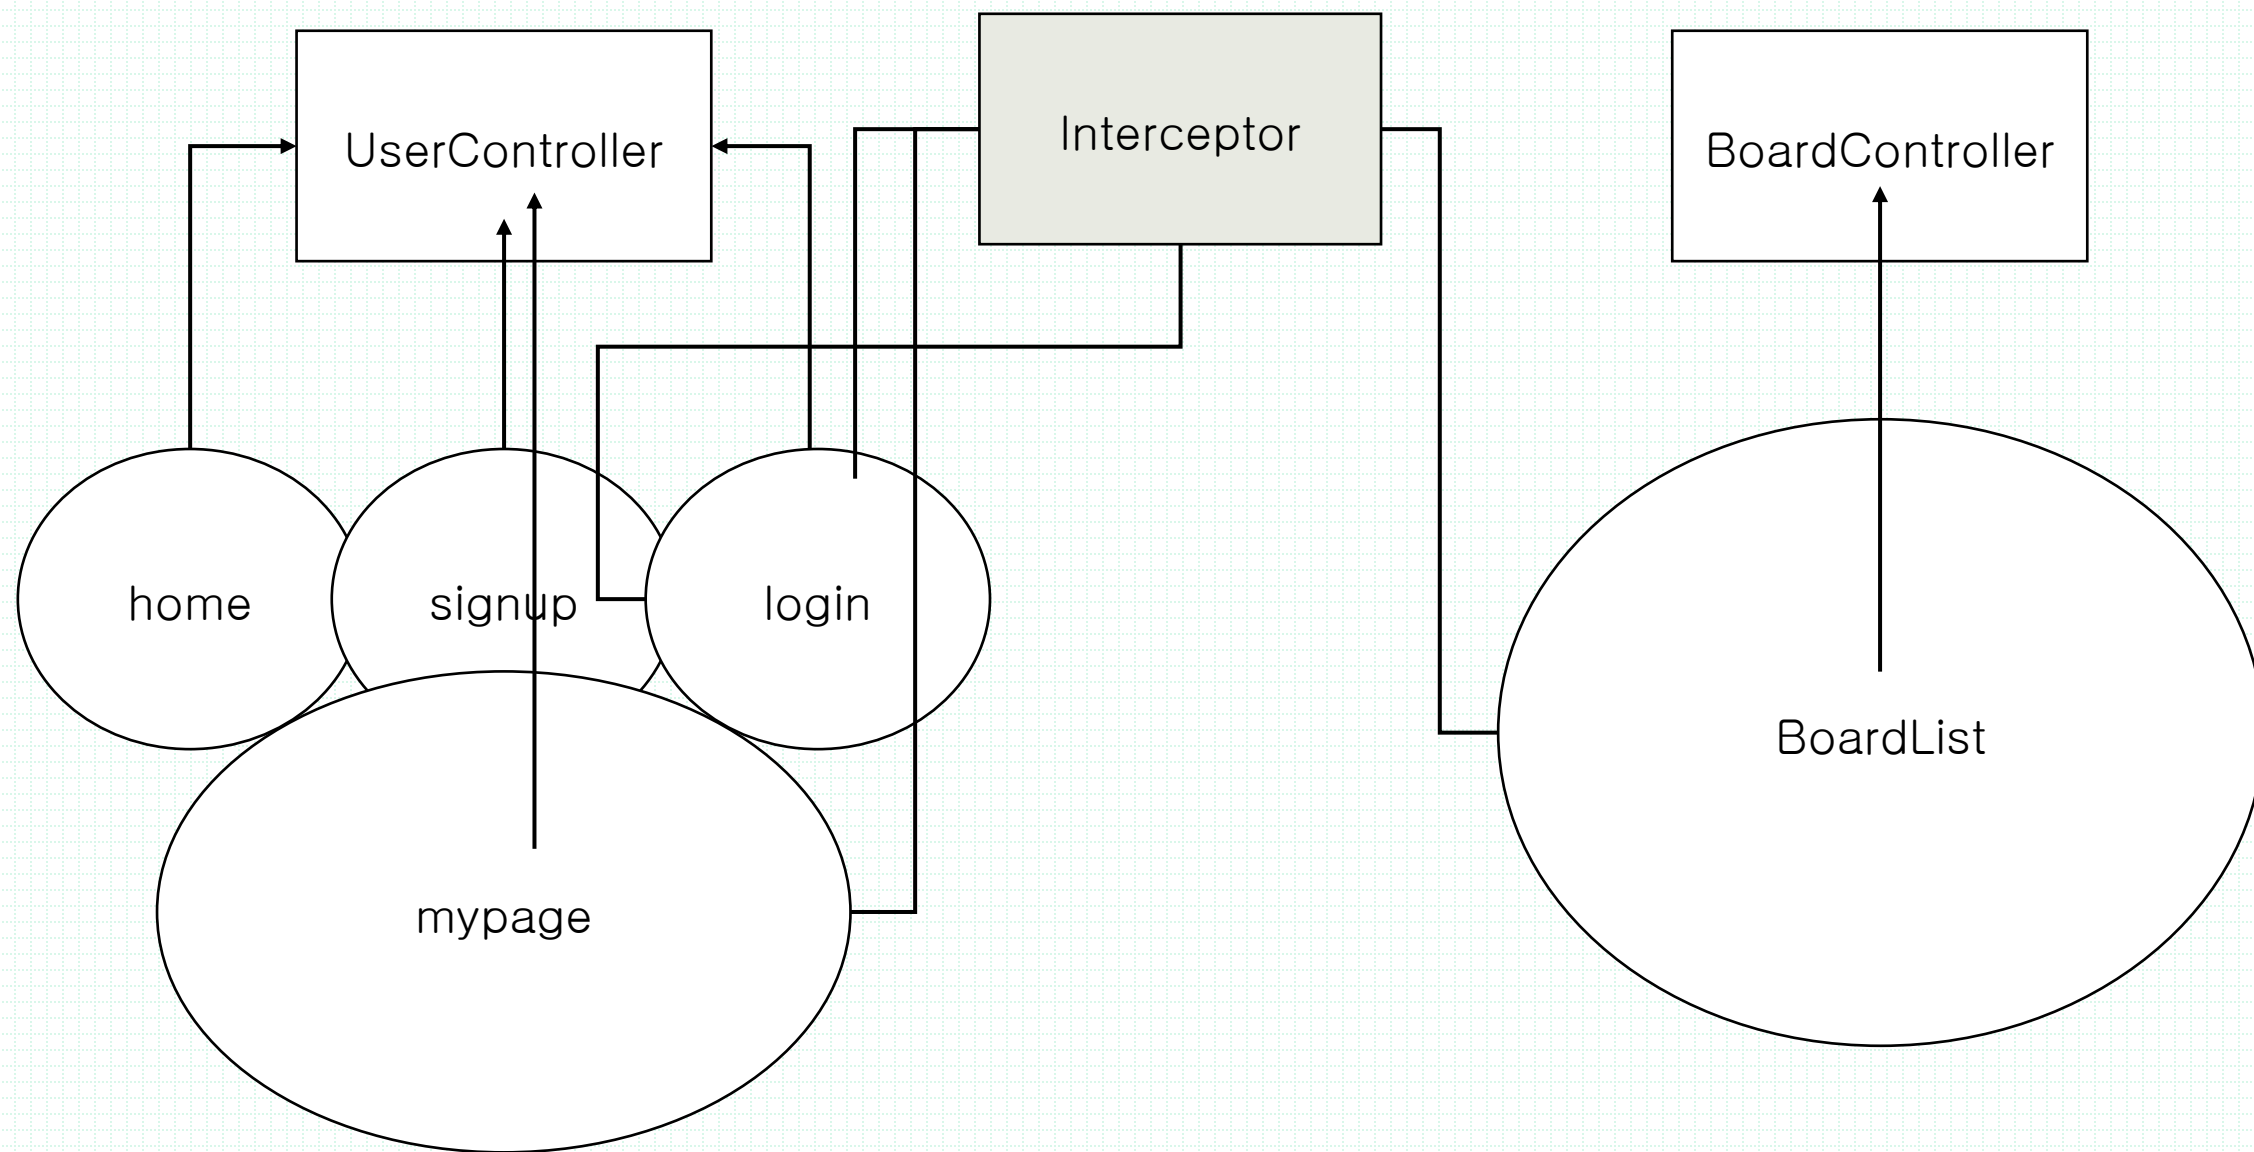 UserController
Interceptor
BoardController
home
signup
login
BoardList
mypage